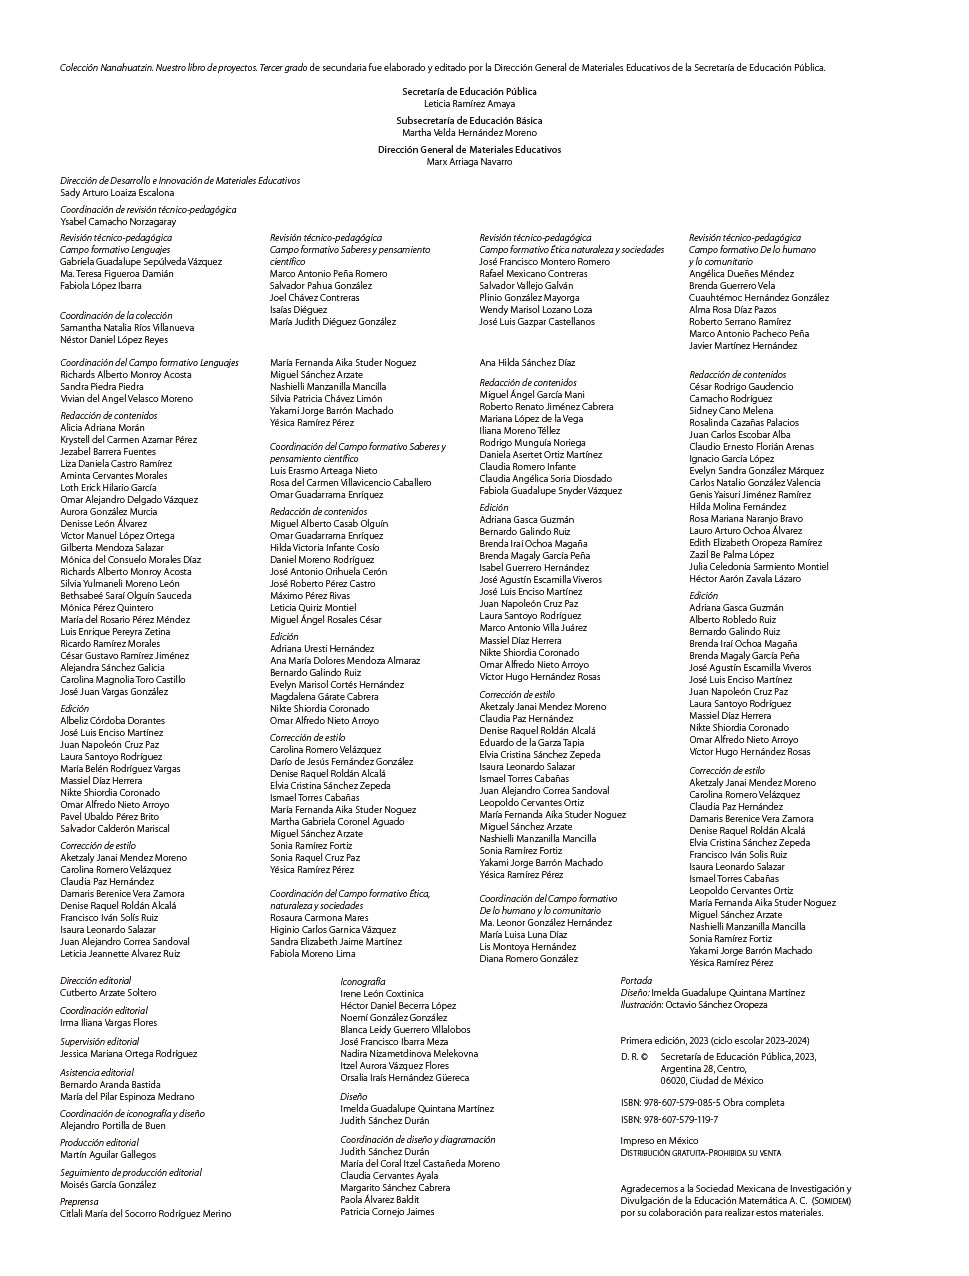 Colección Nanahuatzin. Nuestro libro de proyectos. Tercer grado de secundaria fue elaborado y editado por la Dirección General de Materiales Educativos de la Secretaría de Educación Pública.
Secretaría de Educación Pública
Leticia Ramírez Amaya
Subsecretaría de Educación Básica
Martha Velda Hernández Moreno
Dirección General de Materiales Educativos
Marx Arriaga Navarro
Dirección de Desarrollo e Innovación de Materiales Educativos
Sady Arturo Loaiza Escalona
Coordinación de revisión técnico-pedagógica
Ysabel Camacho Norzagaray
Revisión técnico-pedagógica
Campo formativo Lenguajes
Gabriela Guadalupe Sepúlveda Vázquez
Ma. Teresa Figueroa Damián
Fabiola López Ibarra
Coordinación de la colección
Samantha Natalia Ríos Villanueva
Néstor Daniel López Reyes
Coordinación del Campo formativo Lenguajes
Richards Alberto Monroy Acosta
Sandra Piedra Piedra
Vivian del Angel Velasco Moreno
Redacción de contenidos
Alicia Adriana Morán
Krystell del Carmen Azamar Pérez
Jezabel Barrera Fuentes
Liza Daniela Castro Ramírez
Aminta Cervantes Morales
Loth Erick Hilario García
Omar Alejandro Delgado Vázquez
Aurora González Murcia
Denisse León Álvarez
Víctor Manuel López Ortega
Gilberta Mendoza Salazar
Mónica del Consuelo Morales Díaz
Richards Alberto Monroy Acosta
Silvia Yulmaneli Moreno León
Bethsabeé Saraí Olguín Sauceda
Mónica Pérez Quintero
María del Rosario Pérez Méndez
Luis Enrique Pereyra Zetina
Ricardo Ramírez Morales
César Gustavo Ramírez Jiménez
Alejandra Sánchez Galicia
Carolina Magnolia Toro Castillo
José Juan Vargas González
Edición
Albeliz Córdoba Dorantes
José Luis Enciso Martínez
Juan Napoleón Cruz Paz
Laura Santoyo Rodríguez
María Belén Rodríguez Vargas
Massiel Díaz Herrera
Nikte Shiordia Coronado
Omar Alfredo Nieto Arroyo
Pavel Ubaldo Pérez Brito
Salvador Calderón Mariscal
Corrección de estilo
Aketzaly Janai Mendez Moreno
Carolina Romero Velázquez
Claudia Paz Hernández
Damaris Berenice Vera Zamora
Denise Raquel Roldán Alcalá
Francisco Iván Solís Ruiz
Isaura Leonardo Salazar
Juan Alejandro Correa Sandoval
Leticia Jeannette Alvarez Ruiz
Revisión técnico-pedagógica
Campo formativo Saberes y pensamiento
científico
Marco Antonio Peña Romero
Salvador Pahua González
Joel Chávez Contreras
Isaías Diéguez
María Judith Diéguez González
María Fernanda Aika Studer Noguez
Miguel Sánchez Arzate
Nashielli Manzanilla Mancilla
Silvia Patricia Chávez Limón
Yakami Jorge Barrón Machado
Yésica Ramírez Pérez
Coordinación del Campo formativo Saberes y
pensamiento científico
Luis Erasmo Arteaga Nieto
Rosa del Carmen Villavicencio Caballero
Omar Guadarrama Enríquez
Redacción de contenidos
Miguel Alberto Casab Olguín
Omar Guadarrama Enríquez
Hilda Victoria Infante Cosío
Daniel Moreno Rodríguez
José Antonio Orihuela Cerón
José Roberto Pérez Castro
Máximo Pérez Rivas
Leticia Quiriz Montiel
Miguel Ángel Rosales César
Edición
Adriana Uresti Hernández
Ana María Dolores Mendoza Almaraz
Bernardo Galindo Ruiz
Evelyn Marisol Cortés Hernández
Magdalena Gárate Cabrera
Nikte Shiordia Coronado
Omar Alfredo Nieto Arroyo
Corrección de estilo
Carolina Romero Velázquez
Darío de Jesús Fernández González
Denise Raquel Roldán Alcalá
Elvia Cristina Sánchez Zepeda
Ismael Torres Cabañas
María Fernanda Aika Studer Noguez
Martha Gabriela Coronel Aguado
Miguel Sánchez Arzate
Sonia Ramírez Fortiz
Sonia Raquel Cruz Paz
Yésica Ramírez Pérez
Coordinación del Campo formativo Ética,
naturaleza y sociedades
Rosaura Carmona Mares
Higinio Carlos Garnica Vázquez
Sandra Elizabeth Jaime Martínez
Fabiola Moreno Lima
Revisión técnico-pedagógica
Campo formativo Ética naturaleza y sociedades
José Francisco Montero Romero
Rafael Mexicano Contreras
Salvador Vallejo Galván
Plinio González Mayorga
Wendy Marisol Lozano Loza
José Luis Gazpar Castellanos
Ana Hilda Sánchez Díaz
Redacción de contenidos
Miguel Ángel García Mani
Roberto Renato Jiménez Cabrera
Mariana López de la Vega
Iliana Moreno Téllez
Rodrigo Munguía Noriega
Daniela Asertet Ortiz Martínez
Claudia Romero Infante
Claudia Angélica Soria Diosdado
Fabiola Guadalupe Snyder Vázquez
Edición
Adriana Gasca Guzmán
Bernardo Galindo Ruiz
Brenda Iraí Ochoa Magaña
Brenda Magaly García Peña
Isabel Guerrero Hernández
José Agustín Escamilla Viveros
José Luis Enciso Martínez
Juan Napoleón Cruz Paz
Laura Santoyo Rodríguez
Marco Antonio Villa Juárez
Massiel Díaz Herrera
Nikte Shiordia Coronado
Omar Alfredo Nieto Arroyo
Víctor Hugo Hernández Rosas
Corrección de estilo
Aketzaly Janai Mendez Moreno
Claudia Paz Hernández
Denise Raquel Roldán Alcalá
Eduardo de la Garza Tapia
Elvia Cristina Sánchez Zepeda
Isaura Leonardo Salazar
Ismael Torres Cabañas
Juan Alejandro Correa Sandoval
Leopoldo Cervantes Ortiz
María Fernanda Aika Studer Noguez
Miguel Sánchez Arzate
Nashielli Manzanilla Mancilla
Sonia Ramírez Fortiz
Yakami Jorge Barrón Machado
Yésica Ramírez Pérez
Coordinación del Campo formativo
De lo humano y lo comunitario
Ma. Leonor González Hernández
María Luisa Luna Díaz
Lis Montoya Hernández
Diana Romero González
Revisión técnico-pedagógica
Campo formativo De lo humano
y lo comunitario
Angélica Dueñes Méndez
Brenda Guerrero Vela
Cuauhtémoc Hernández González
Alma Rosa Díaz Pazos
Roberto Serrano Ramírez
Marco Antonio Pacheco Peña
Javier Martínez Hernández
Redacción de contenidos
César Rodrigo Gaudencio
Camacho Rodríguez
Sidney Cano Melena
Rosalinda Cazañas Palacios
Juan Carlos Escobar Alba
Claudio Ernesto Florián Arenas
Ignacio García López
Evelyn Sandra González Márquez
Carlos Natalio González Valencia
Genis Yaisuri Jiménez Ramírez
Hilda Molina Fernández
Rosa Mariana Naranjo Bravo
Lauro Arturo Ochoa Álvarez
Edith Elizabeth Oropeza Ramírez
Zazil Be Palma López
Julia Celedonia Sarmiento Montiel
Héctor Aarón Zavala Lázaro
Edición
Adriana Gasca Guzmán
Alberto Robledo Ruiz
Bernardo Galindo Ruiz
Brenda Iraí Ochoa Magaña
Brenda Magaly García Peña
José Agustín Escamilla Viveros
José Luis Enciso Martínez
Juan Napoleón Cruz Paz
Laura Santoyo Rodríguez
Massiel Díaz Herrera
Nikte Shiordia Coronado
Omar Alfredo Nieto Arroyo
Víctor Hugo Hernández Rosas
Corrección de estilo
Aketzaly Janai Mendez Moreno
Carolina Romero Velázquez
Claudia Paz Hernández
Damaris Berenice Vera Zamora
Denise Raquel Roldán Alcalá
Elvia Cristina Sánchez Zepeda
Francisco Iván Solis Ruiz
Isaura Leonardo Salazar
Ismael Torres Cabañas
Leopoldo Cervantes Ortiz
María Fernanda Aika Studer Noguez
Miguel Sánchez Arzate
Nashielli Manzanilla Mancilla
Sonia Ramírez Fortiz
Yakami Jorge Barrón Machado
Yésica Ramírez Pérez
Dirección editorial
Cutberto Arzate Soltero
Coordinación editorial
Irma Iliana Vargas Flores
Supervisión editorial
Jessica Mariana Ortega Rodríguez
Asistencia editorial
Bernardo Aranda Bastida
María del Pilar Espinoza Medrano
Coordinación de iconografía y diseño
Alejandro Portilla de Buen
Producción editorial
Martín Aguilar Gallegos
Seguimiento de producción editorial
Moisés García González
Preprensa
Citlali María del Socorro Rodríguez Merino
Iconografía
Irene León Coxtinica
Héctor Daniel Becerra López
Noemí González González
Blanca Leidy Guerrero Villalobos
José Francisco Ibarra Meza
Nadira Nizametdinova Melekovna
Itzel Aurora Vázquez Flores
Orsalia Iraís Hernández Güereca
Diseño
Imelda Guadalupe Quintana Martínez
Judith Sánchez Durán
Coordinación de diseño y diagramación
Judith Sánchez Durán
María del Coral Itzel Castañeda Moreno
Claudia Cervantes Ayala
Margarito Sánchez Cabrera
Paola Álvarez Baldit
Patricia Cornejo Jaimes
Portada
Diseño: Imelda Guadalupe Quintana Martínez
Ilustración: Octavio Sánchez Oropeza
Primera edición, 2023 (ciclo escolar 2023-2024)
D. R. © Secretaría de Educación Pública, 2023,
Argentina 28, Centro,
06020, Ciudad de México
ISBN: 978-607-579-085-5 Obra completa
ISBN: 978-607-579-119-7
Impreso en México
DISTRIBUCIÓN GRATUITA-PROHIBIDA SU VENTA
Agradecemos a la Sociedad Mexicana de Investigación y
Divulgación de la Educación Matemática A. C. (SOMIDEM)
por su colaboración para realizar estos materiales.